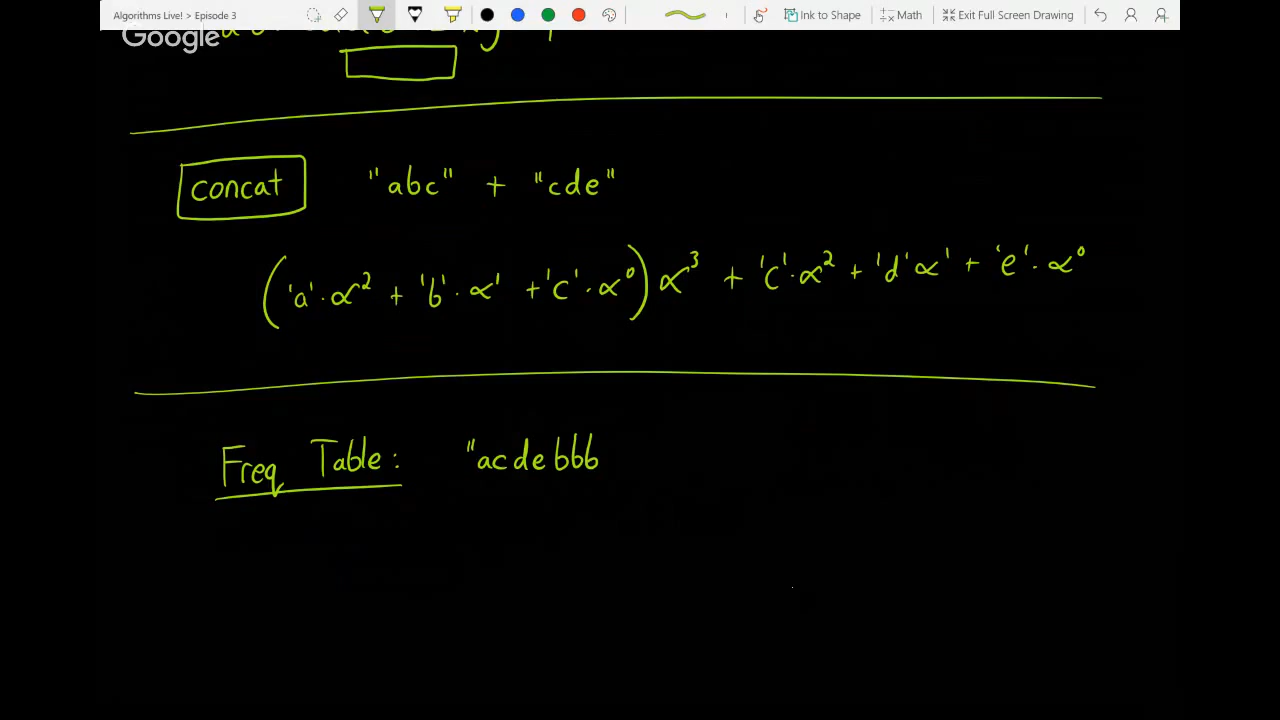 Algorithms Live! > Episode 3
Ink to Shape
Math
Exit Full Screen Drawing
Google
concat "abc" + "cde"
('a'·α² + 'b'·α¹ + 'c'·α⁰)α³ + 'c'·α² + 'd'α¹ + 'e'·α⁰
Freq Table: "acdebbb